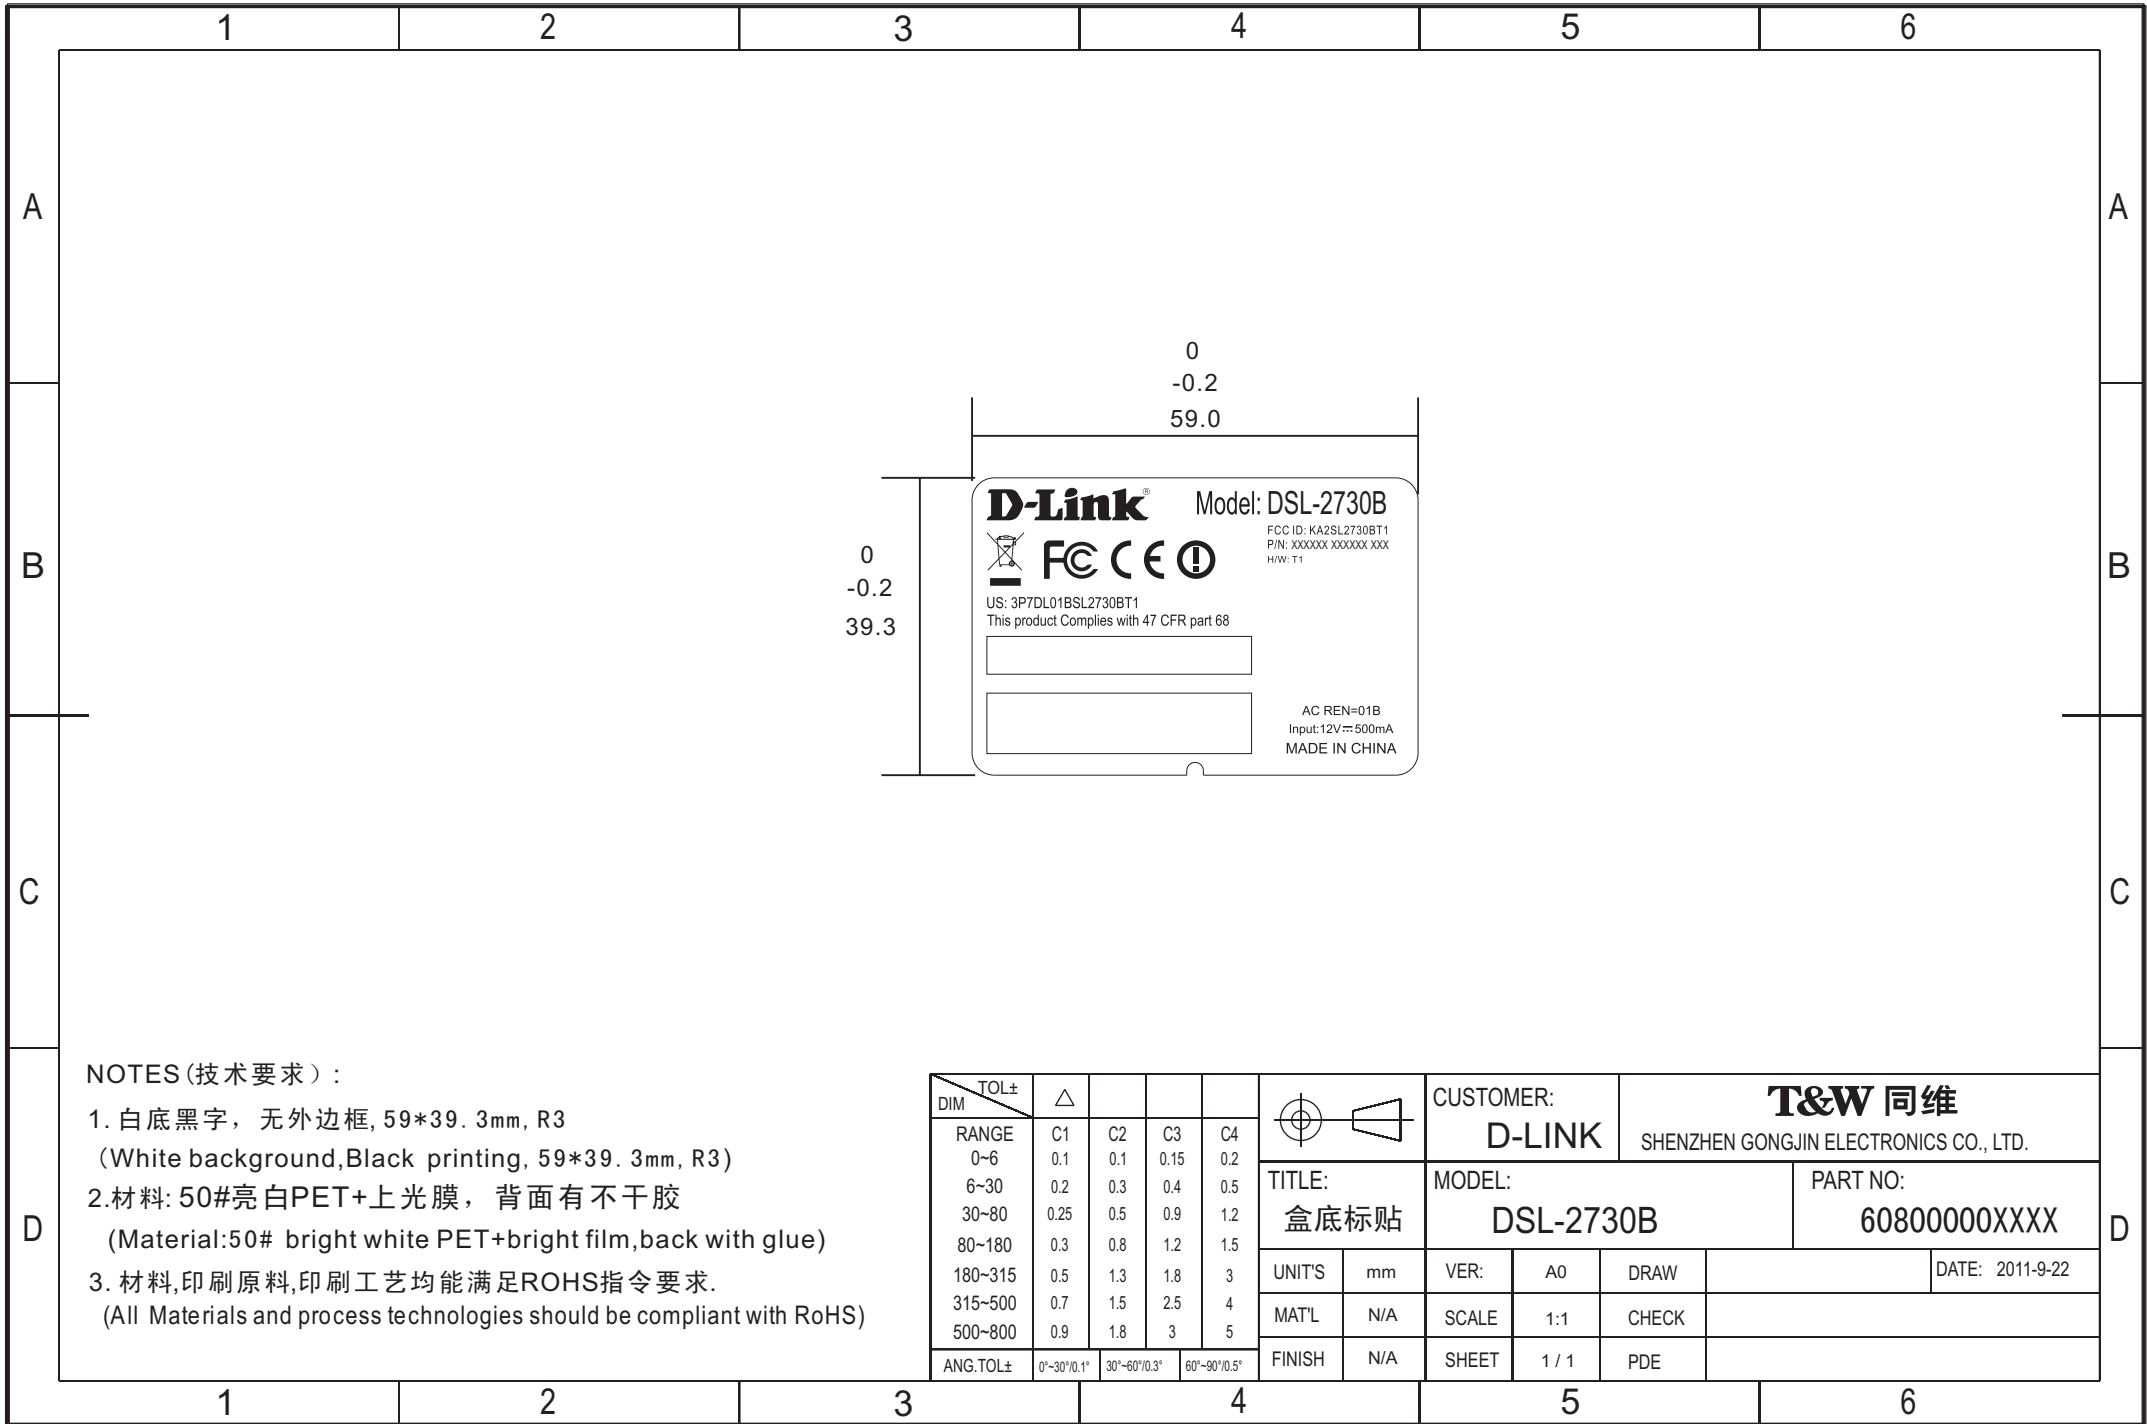 1 2 3 4 5 6
A A
0
-0.2
59.0
D-Link® Model: DSL-2730B
FCC ID: KA2SL2730BT1
P/N: XXXXXX XXXXXX XXX
H/W: T1
FC CE
B B
0
-0.2
39.3
US: 3P7DL01BSL2730BT1
This product Complies with 47 CFR part 68
AC REN=01B
Input:12V⎓500mA
MADE IN CHINA
C C
NOTES(技术要求）:
1. 白底黑字，无外边框, 59*39. 3mm, R3
（White background,Black printing, 59*39. 3mm, R3)
2.材料: 50#亮白PET+上光膜，背面有不干胶
(Material:50# bright white PET+bright film,back with glue)
3. 材料,印刷原料,印刷工艺均能满足ROHS指令要求.
(All Materials and process technologies should be compliant with RoHS)
D D
TOL± △
DIM
RANGE C1 C2 C3 C4
0~6 0.1 0.1 0.15 0.2
6~30 0.2 0.3 0.4 0.5
30~80 0.25 0.5 0.9 1.2
80~180 0.3 0.8 1.2 1.5
180~315 0.5 1.3 1.8 3
315~500 0.7 1.5 2.5 4
500~800 0.9 1.8 3 5
ANG.TOL± 0°~30°/0.1° 30°~60°/0.3° 60°~90°/0.5°
CUSTOMER:
D-LINK
T&W 同维
SHENZHEN GONGJIN ELECTRONICS CO., LTD.
TITLE:
盒底标贴
MODEL:
DSL-2730B
PART NO:
60800000XXXX
UNIT'S mm VER: A0 DRAW DATE: 2011-9-22
MAT'L N/A SCALE 1:1 CHECK
FINISH N/A SHEET 1 / 1 PDE
1 2 3 4 5 6